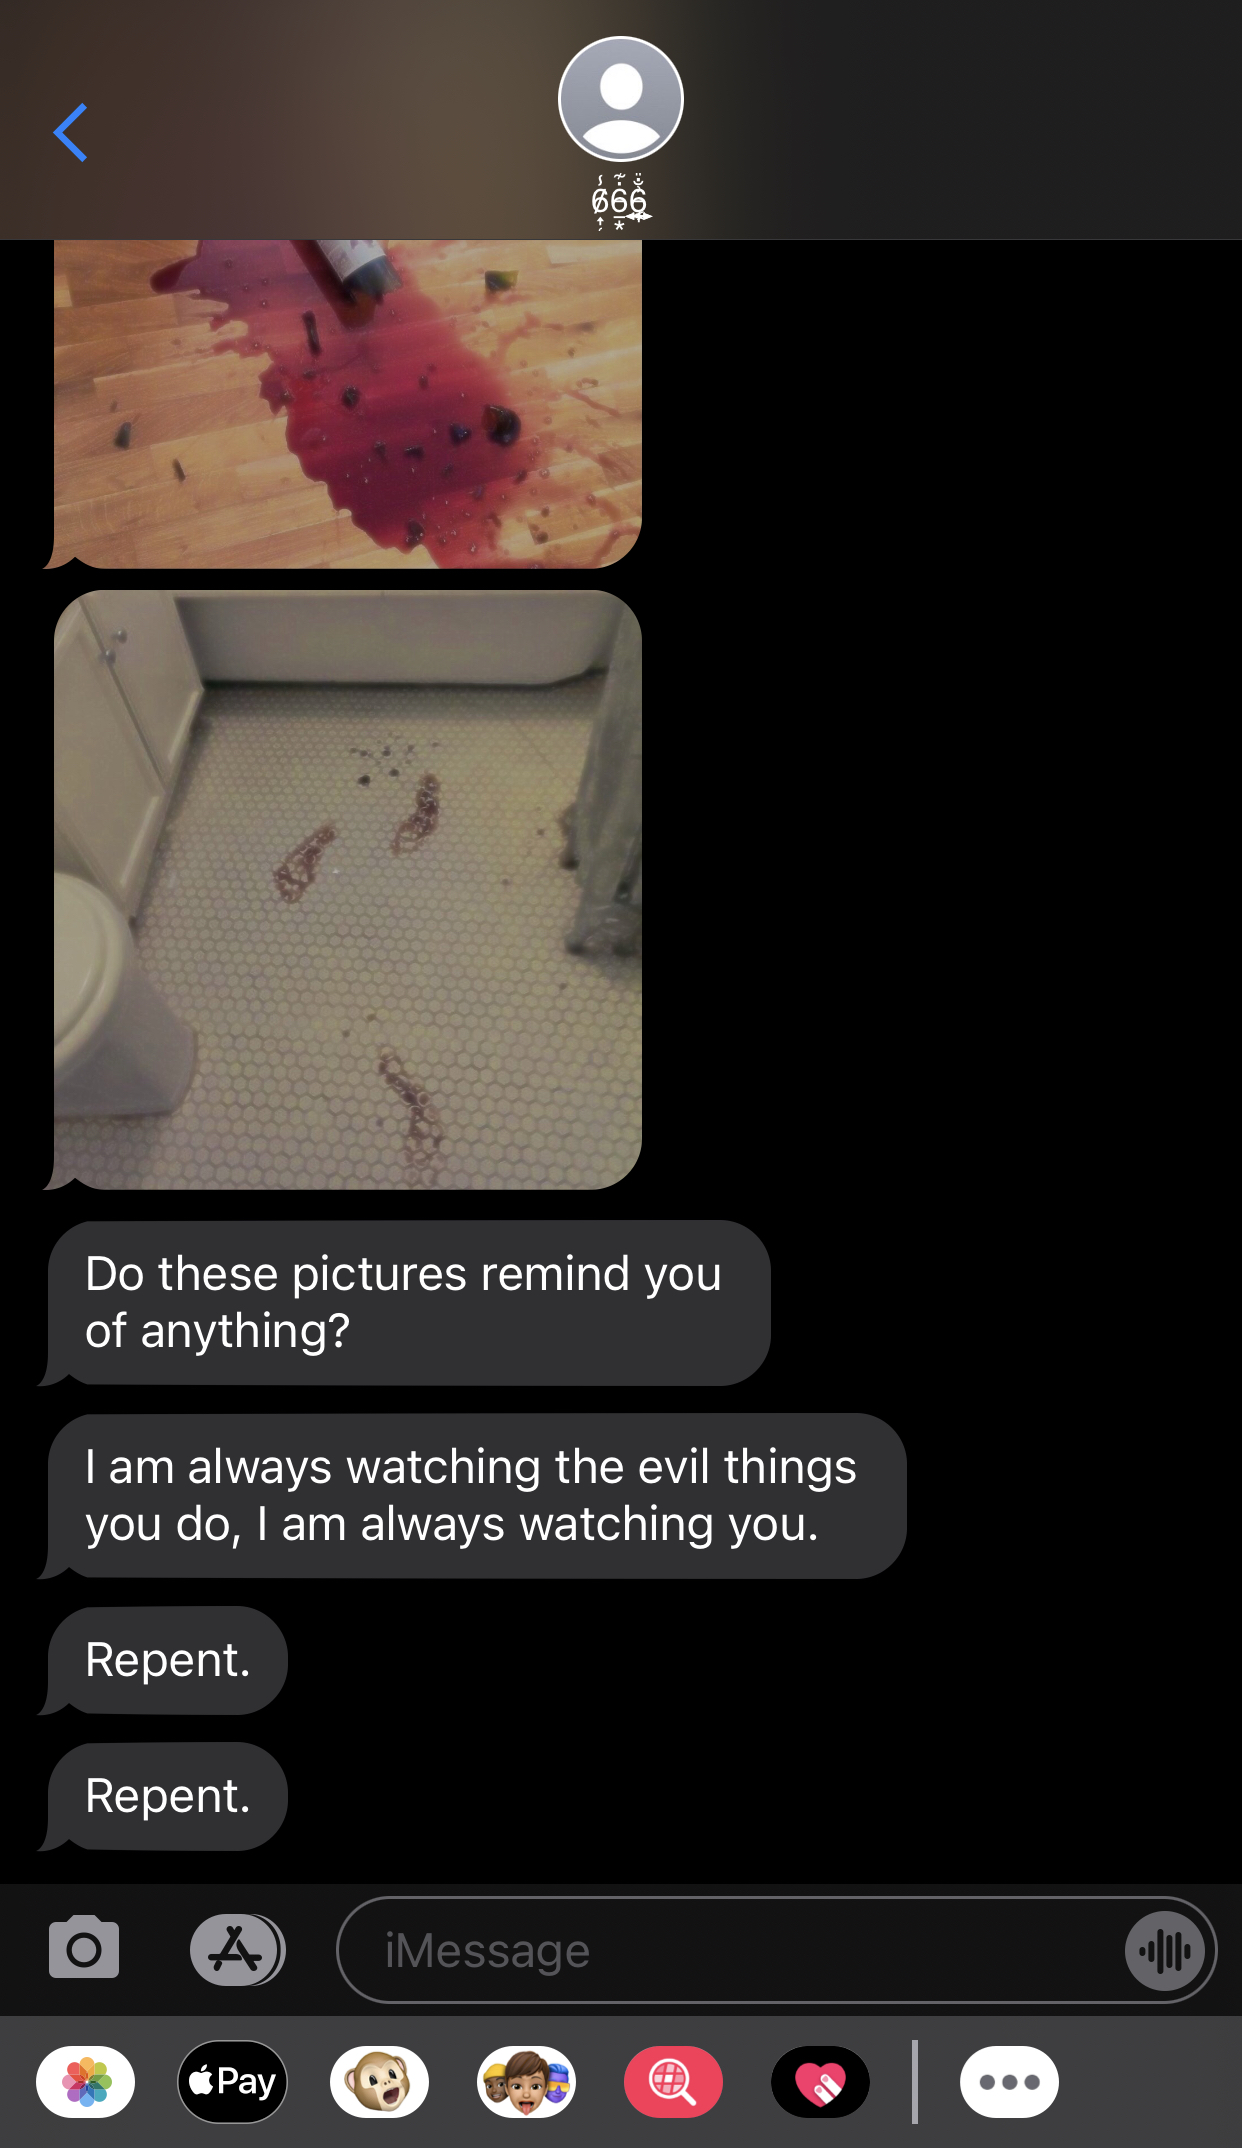 666
Do these pictures remind you
of anything?
I am always watching the evil things
you do, I am always watching you.
Repent.
Repent.
iMessage
Pay